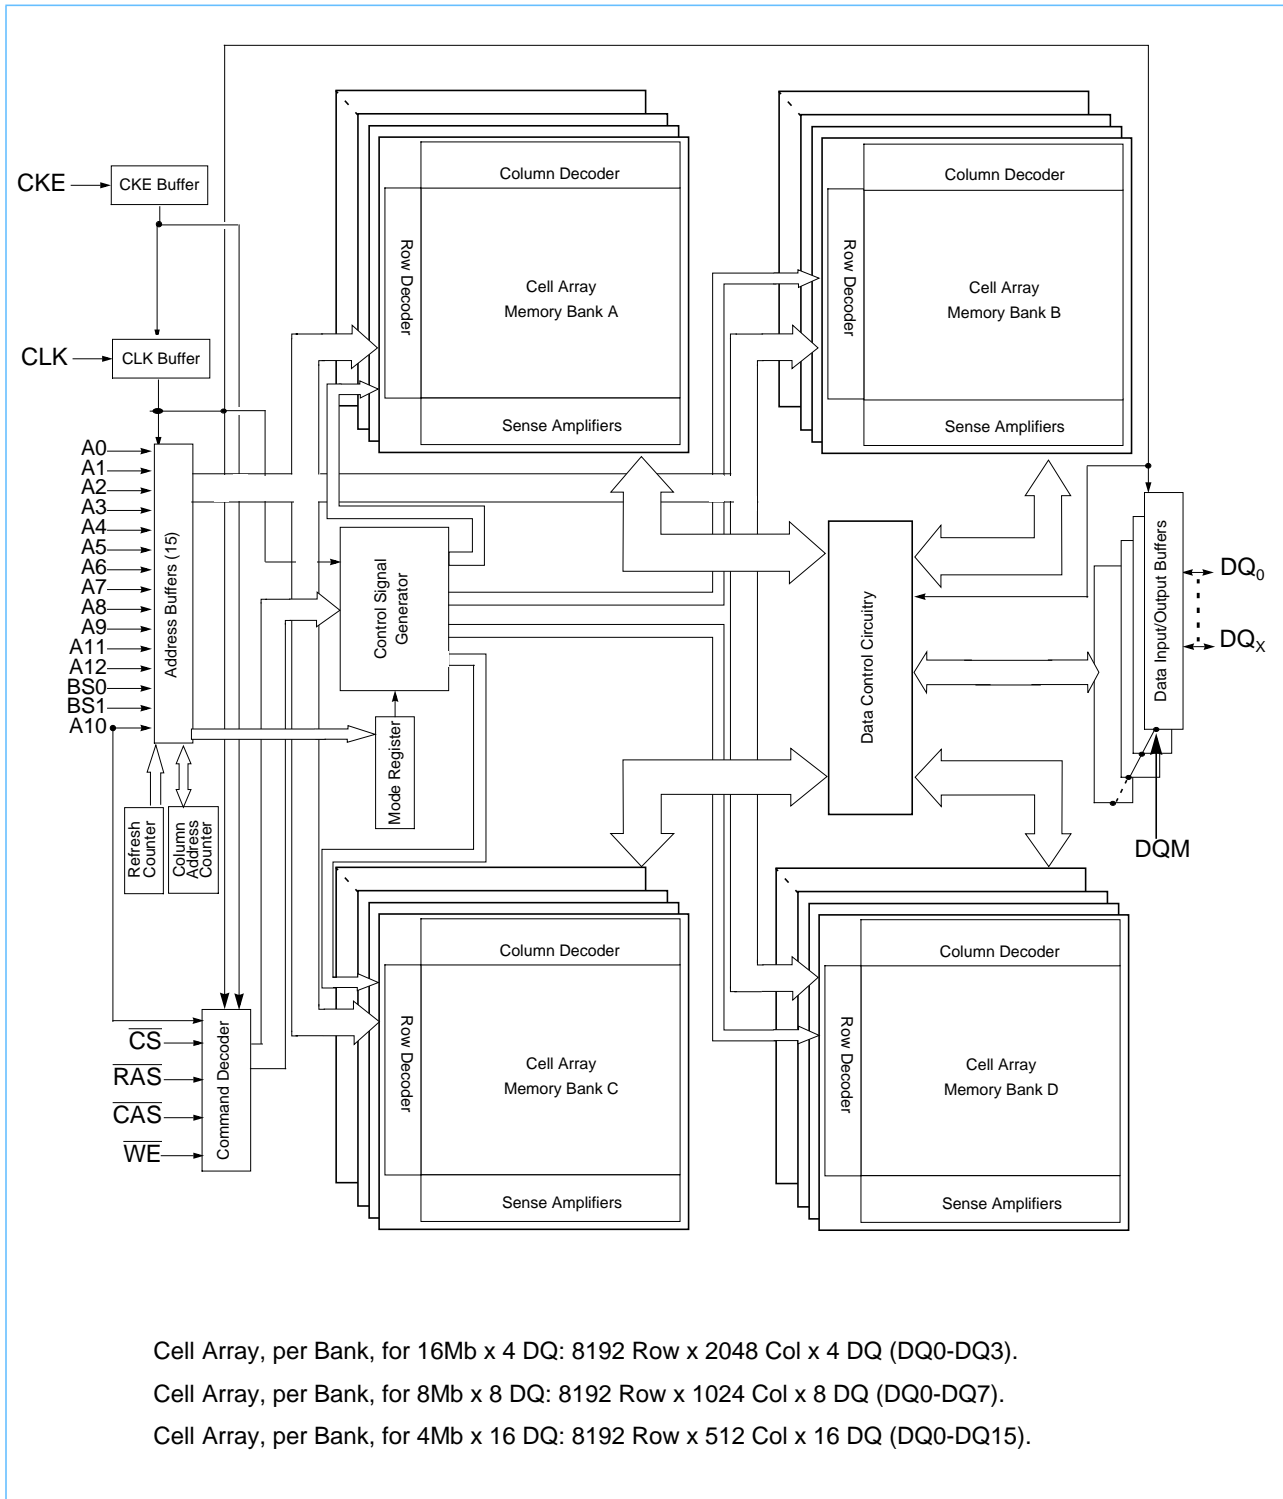 CKE
CKE Buffer
CLK
CLK Buffer
A0
A1
A2
A3
A4
A5
A6
A7
A8
A9
A11
A12
BS0
BS1
A10
Address Buffers (15)
Refresh
Counter
Column
Address
Counter
CS
RAS
CAS
WE
Command Decoder
Control Signal
Generator
Mode Register
Column Decoder
Row Decoder
Cell Array
Memory Bank A
Sense Amplifiers
Column Decoder
Row Decoder
Cell Array
Memory Bank B
Sense Amplifiers
Data Control Circuitry
Data Input/Output Buffers
DQ0
DQX
DQM
Column Decoder
Row Decoder
Cell Array
Memory Bank C
Sense Amplifiers
Column Decoder
Row Decoder
Cell Array
Memory Bank D
Sense Amplifiers
Cell Array, per Bank, for 16Mb x 4 DQ: 8192 Row x 2048 Col x 4 DQ (DQ0-DQ3).
Cell Array, per Bank, for 8Mb x 8 DQ: 8192 Row x 1024 Col x 8 DQ (DQ0-DQ7).
Cell Array, per Bank, for 4Mb x 16 DQ: 8192 Row x 512 Col x 16 DQ (DQ0-DQ15).